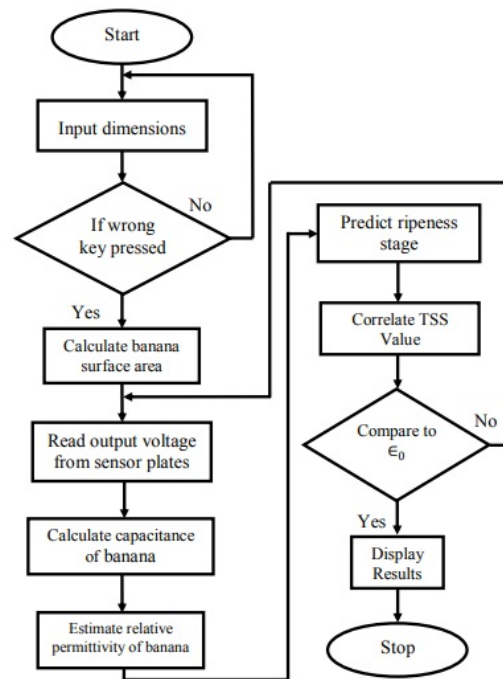 Start
Input dimensions
If wrong
key pressed
No
Yes
Calculate banana
surface area
Read output voltage
from sensor plates
Calculate capacitance
of banana
Estimate relative
permittivity of banana
Predict ripeness
stage
Correlate TSS
Value
Compare to
∈₀
No
Yes
Display
Results
Stop